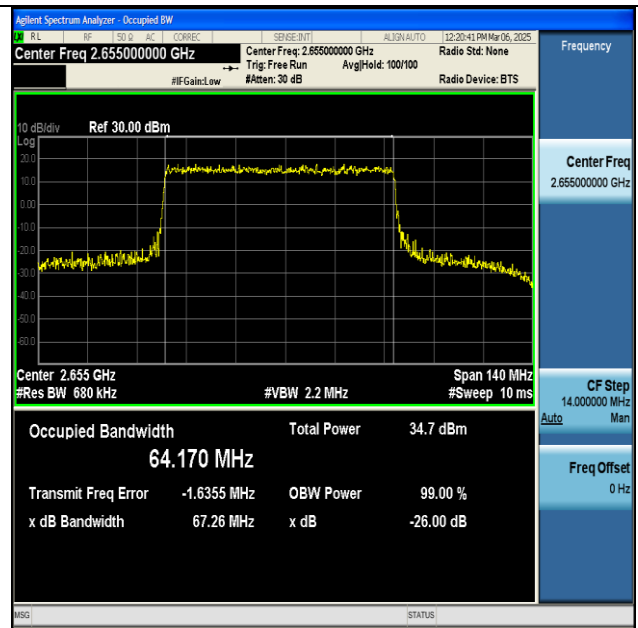 Agilent Spectrum Analyzer - Occupied BW
LXI RL RF 50 Ω AC CORREC SENSE:INT ALIGN AUTO 12:20:41 PM Mar 06, 2025
Center Freq 2.655000000 GHz
Center Freq: 2.655000000 GHz
Radio Std: None
Trig: Free Run Avg|Hold: 100/100
#IFGain:Low #Atten: 30 dB Radio Device: BTS
Frequency
10 dB/div Ref 30.00 dBm
Log
20.0
10.0
0.00
-10.0
-20.0
-30.0
-40.0
-50.0
-60.0
Center 2.655 GHz Span 140 MHz
#Res BW 680 kHz #VBW 2.2 MHz #Sweep 10 ms
Center Freq
2.655000000 GHz
CF Step
14.000000 MHz
Auto Man
Freq Offset
0 Hz
Occupied Bandwidth Total Power 34.7 dBm
64.170 MHz
Transmit Freq Error -1.6355 MHz OBW Power 99.00 %
x dB Bandwidth 67.26 MHz x dB -26.00 dB
MSG STATUS